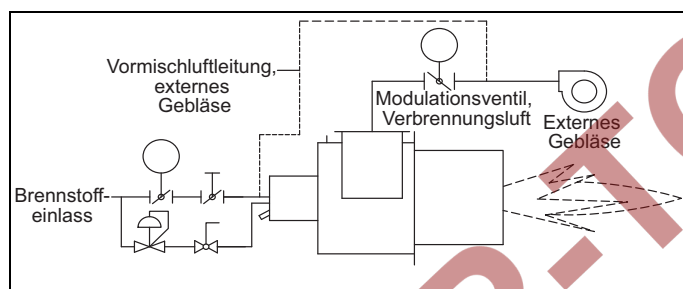 Vormischluftleitung,
externes
Gebläse
Modulationsventil,
Verbrennungsluft
Externes
Gebläse
Brennstoff-
einlass